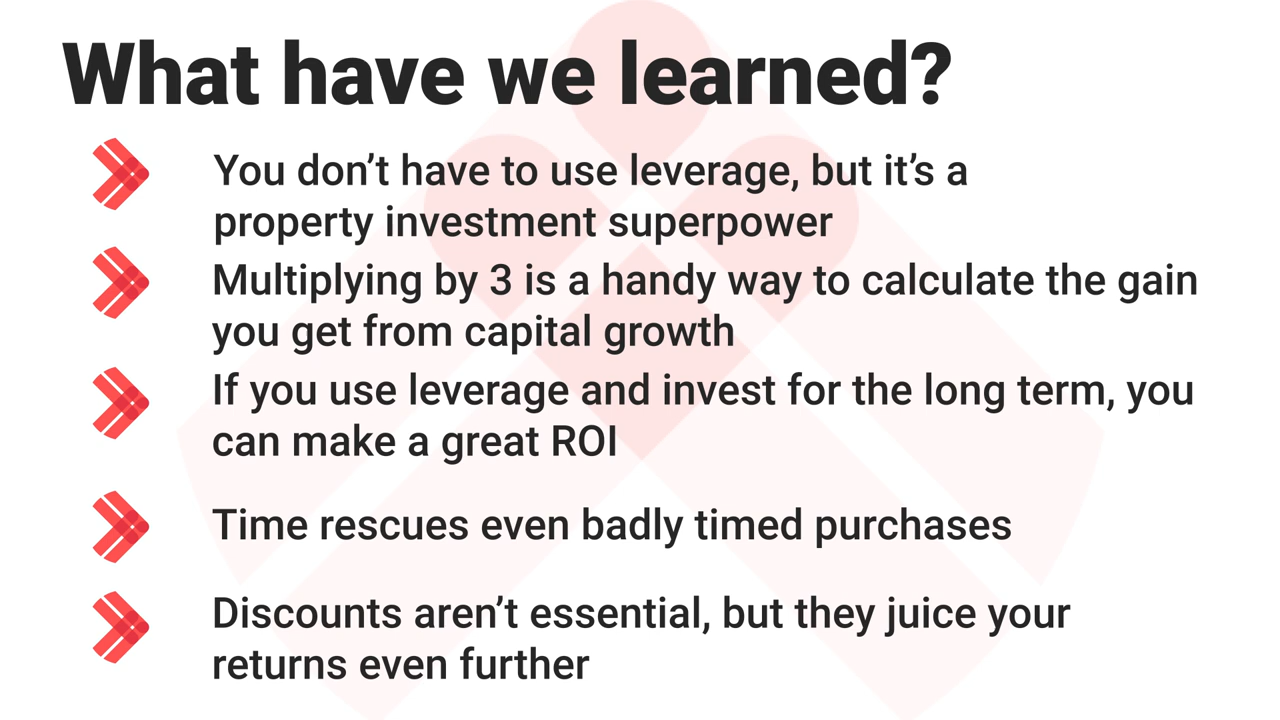 What have we learned?
You don’t have to use leverage, but it’s a
property investment superpower
Multiplying by 3 is a handy way to calculate the gain
you get from capital growth
If you use leverage and invest for the long term, you
can make a great ROI
Time rescues even badly timed purchases
Discounts aren’t essential, but they juice your
returns even further